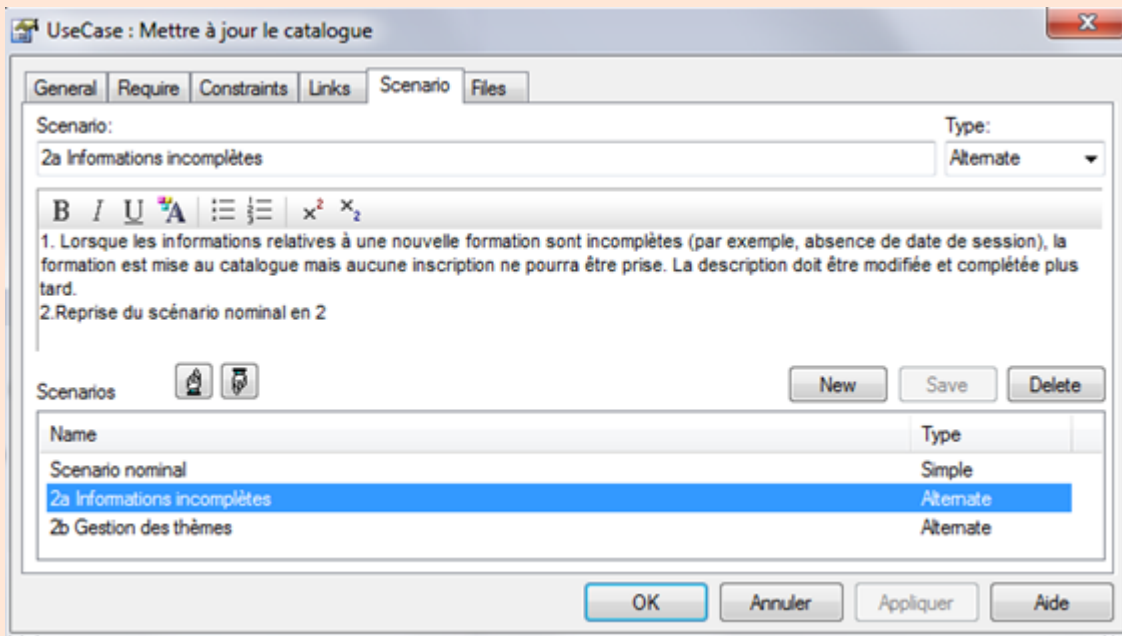 UseCase : Mettre à jour le catalogue
General Require Constraints Links Scenario Files
Scenario: Type:
2a Informations incomplètes Alternate
B I U A x² x₂
1. Lorsque les informations relatives à une nouvelle formation sont incomplètes (par exemple, absence de date de session), la
formation est mise au catalogue mais aucune inscription ne pourra être prise. La description doit être modifiée et complétée plus
tard.
2.Reprise du scénario nominal en 2
Scenarios New Save Delete
Name Type
Scenario nominal Simple
2a Informations incomplètes Alternate
2b Gestion des thèmes Alternate
OK Annuler Appliquer Aide